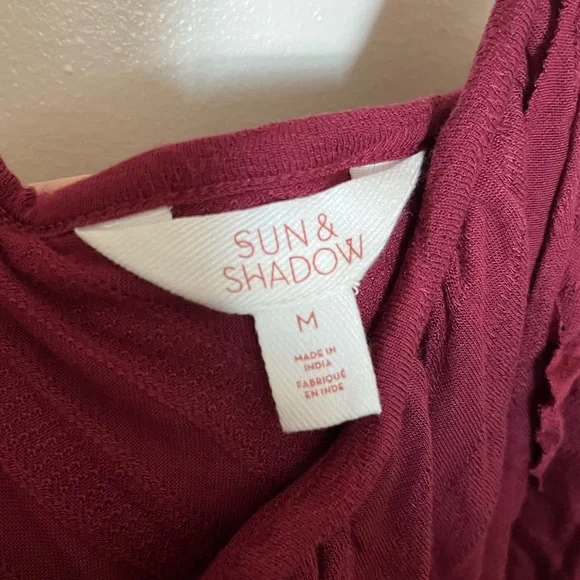 SUN &
SHADOW
M
MADE IN
INDIA
FABRIQUÉ
EN INDE